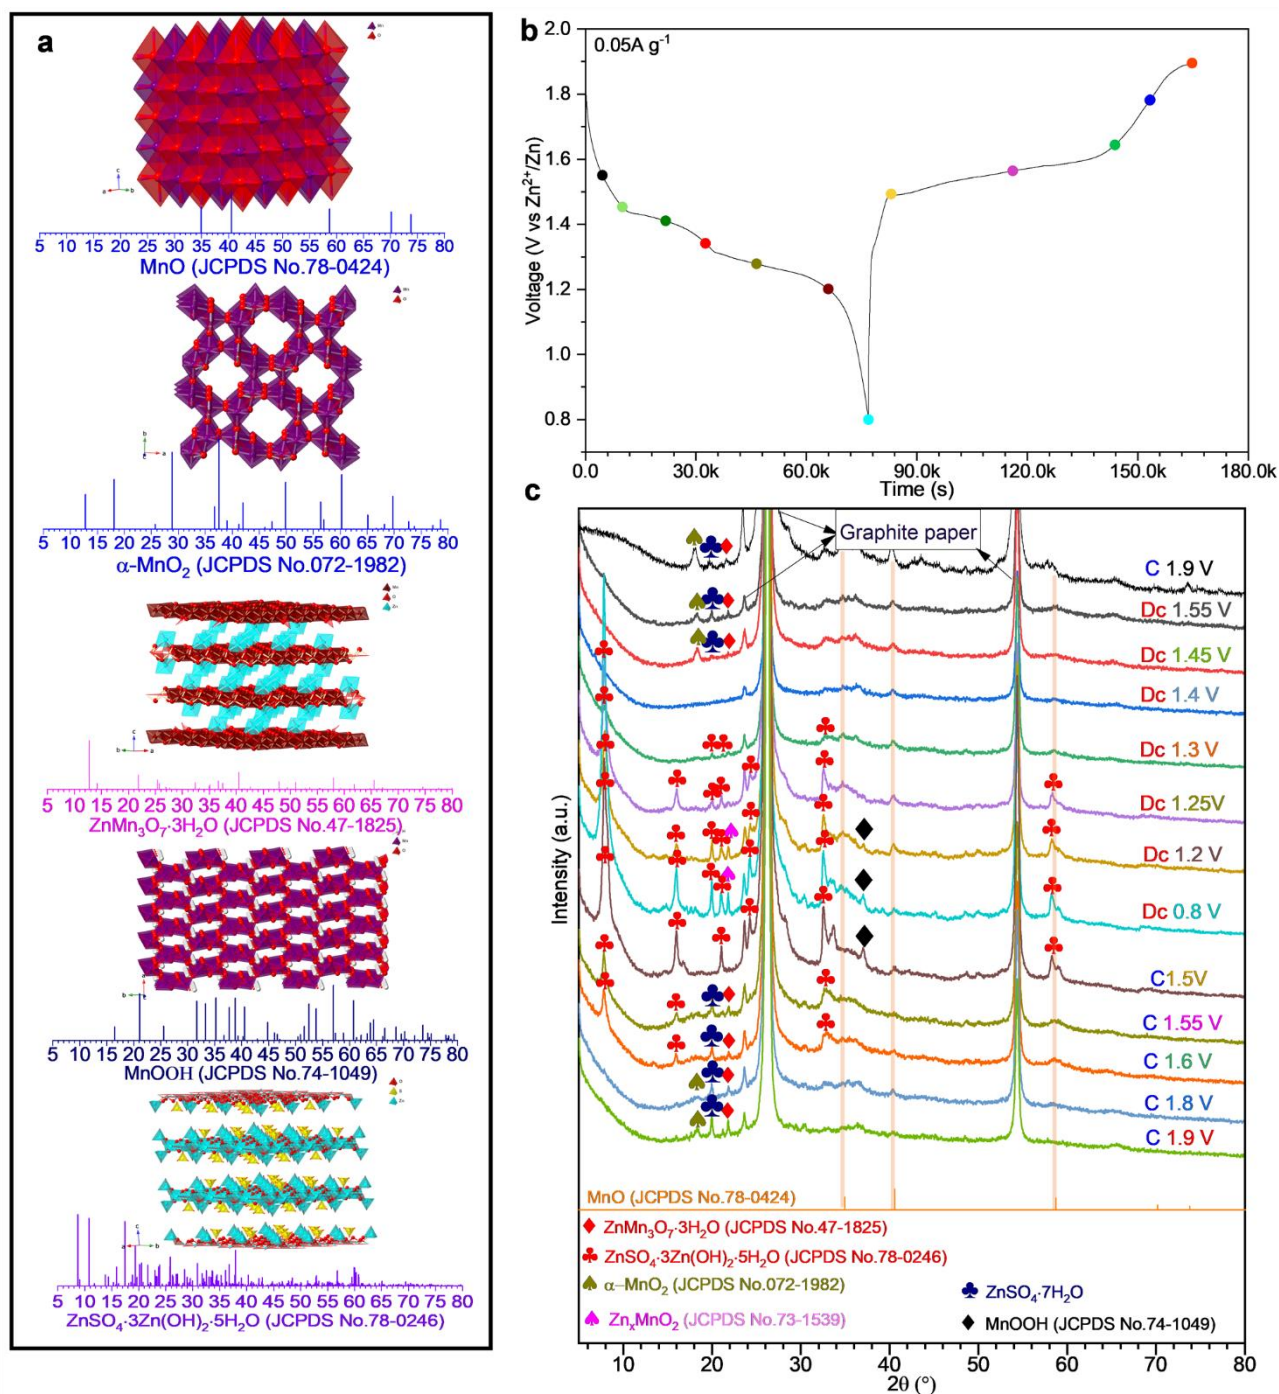 a
5 10 15 20 25 30 35 40 45 50 55 60 65 70 75 80
MnO (JCPDS No.78-0424)
5 10 15 20 25 30 35 40 45 50 55 60 65 70 75 80
α-MnO₂ (JCPDS No.072-1982)
5 10 15 20 25 30 35 40 45 50 55 60 65 70 75 80
ZnMn₃O₇·3H₂O (JCPDS No.47-1825)
5 10 15 20 25 30 35 40 45 50 55 60 65 70 75 80
MnOOH (JCPDS No.74-1049)
5 10 15 20 25 30 35 40 45 50 55 60 65 70 75 80
ZnSO₄·3Zn(OH)₂·5H₂O (JCPDS No.78-0246)
b
0.05A g⁻¹
Voltage (V vs Zn²⁺/Zn)
2.0
1.8
1.6
1.4
1.2
1.0
0.8
0.0 30.0k 60.0k 90.0k 120.0k 150.0k 180.0k
Time (s)
c
Intensity (a.u.)
Graphite paper
C 1.9 V
Dc 1.55 V
Dc 1.45 V
Dc 1.4 V
Dc 1.3 V
Dc 1.25V
Dc 1.2 V
Dc 0.8 V
C 1.5V
C 1.55 V
C 1.6 V
C 1.8 V
C 1.9 V
MnO (JCPDS No.78-0424)
♦ ZnMn₃O₇·3H₂O (JCPDS No.47-1825)
♣ ZnSO₄·3Zn(OH)₂·5H₂O (JCPDS No.78-0246)
♠ α−MnO₂ (JCPDS No.072-1982)
♣ ZnSO₄·7H₂O
♠ ZnₓMnO₂ (JCPDS No.73-1539)
♦ MnOOH (JCPDS No.74-1049)
10 20 30 40 50 60 70 80
2θ (°)